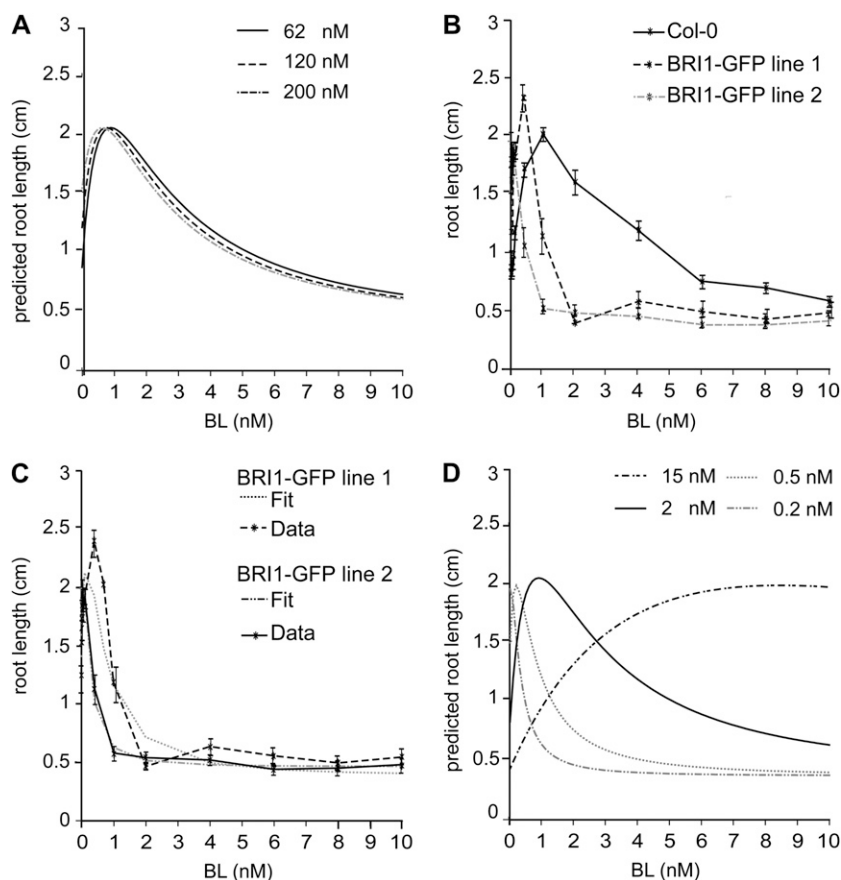 A
62 nM
120 nM
200 nM
predicted root length (cm)
3
2.5
2
1.5
1
0.5
0
0 1 2 3 4 5 6 7 8 9 10
BL (nM)
B
Col-0
BRI1-GFP line 1
BRI1-GFP line 2
root length (cm)
3
2.5
2
1.5
1
0.5
0
0 1 2 3 4 5 6 7 8 9 10
BL (nM)
C
BRI1-GFP line 1
Fit
Data
BRI1-GFP line 2
Fit
Data
root length (cm)
3
2.5
2
1.5
1
0.5
0
0 1 2 3 4 5 6 7 8 9 10
BL (nM)
D
15 nM 0.5 nM
2 nM 0.2 nM
predicted root length (cm)
3
2.5
2
1.5
1
0.5
0
0 1 2 3 4 5 6 7 8 9 10
BL (nM)